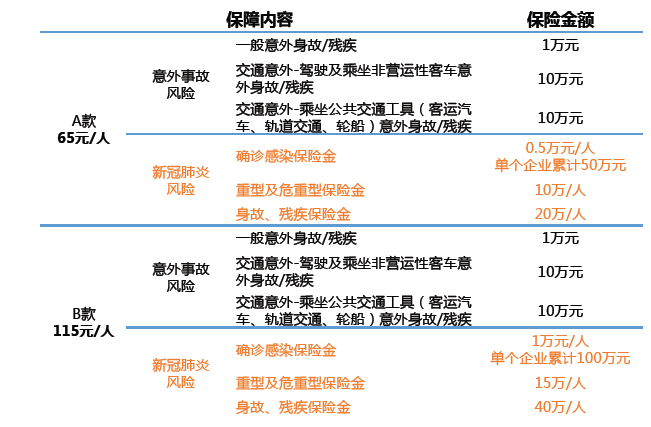 保障内容 保险金额
一般意外身故/残疾 1万元
意外事故
风险
交通意外-驾驶及乘坐非营运性客车意
外身故/残疾
10万元
交通意外-乘坐公共交通工具（客运汽
车、轨道交通、轮船）意外身故/残疾
10万元
A款
65元/人
新冠肺炎
风险
确诊感染保险金
0.5万元/人
单个企业累计50万元
重型及危重型保险金 10万/人
身故、残疾保险金 20万/人
一般意外身故/残疾 1万元
意外事故
风险
交通意外-驾驶及乘坐非营运性客车意
外身故/残疾
10万元
交通意外-乘坐公共交通工具（客运汽
车、轨道交通、轮船）意外身故/残疾
10万元
B款
115元/人
新冠肺炎
风险
确诊感染保险金
1万元/人
单个企业累计100万元
重型及危重型保险金 15万/人
身故、残疾保险金 40万/人